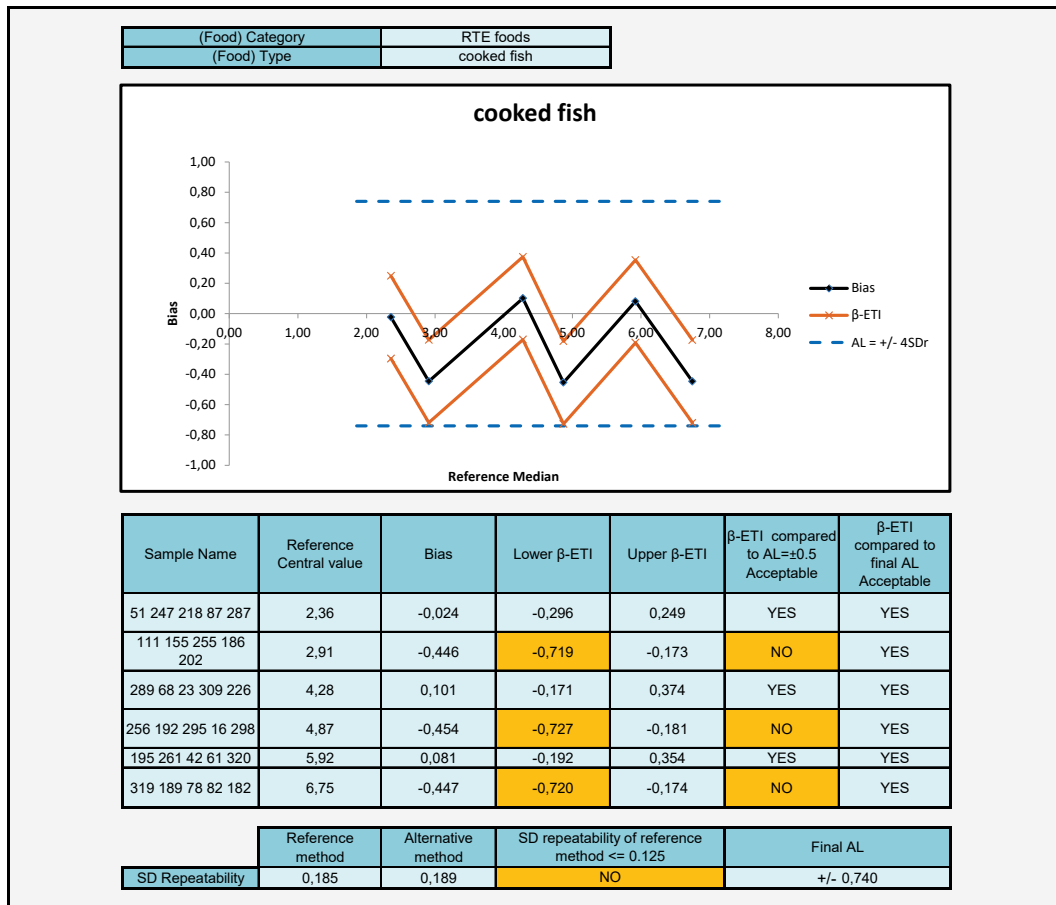 (Food) Category RTE foods
(Food) Type cooked fish
cooked fish
1,00
0,80
0,60
0,40
0,20
0,00
-0,20
-0,40
-0,60
-0,80
-1,00
Bias
0,00 1,00 2,00 3,00 4,00 5,00 6,00 7,00 8,00
Reference Median
Bias
β-ETI
AL = +/- 4SDr
Sample Name Reference Central value Bias Lower β-ETI Upper β-ETI β-ETI compared to AL=±0.5 Acceptable β-ETI compared to final AL Acceptable
51 247 218 87 287 2,36 -0,024 -0,296 0,249 YES YES
111 155 255 186 202 2,91 -0,446 -0,719 -0,173 NO YES
289 68 23 309 226 4,28 0,101 -0,171 0,374 YES YES
256 192 295 16 298 4,87 -0,454 -0,727 -0,181 NO YES
195 261 42 61 320 5,92 0,081 -0,192 0,354 YES YES
319 189 78 82 182 6,75 -0,447 -0,720 -0,174 NO YES
Reference method Alternative method SD repeatability of reference method <= 0.125 Final AL
SD Repeatability 0,185 0,189 NO +/- 0,740